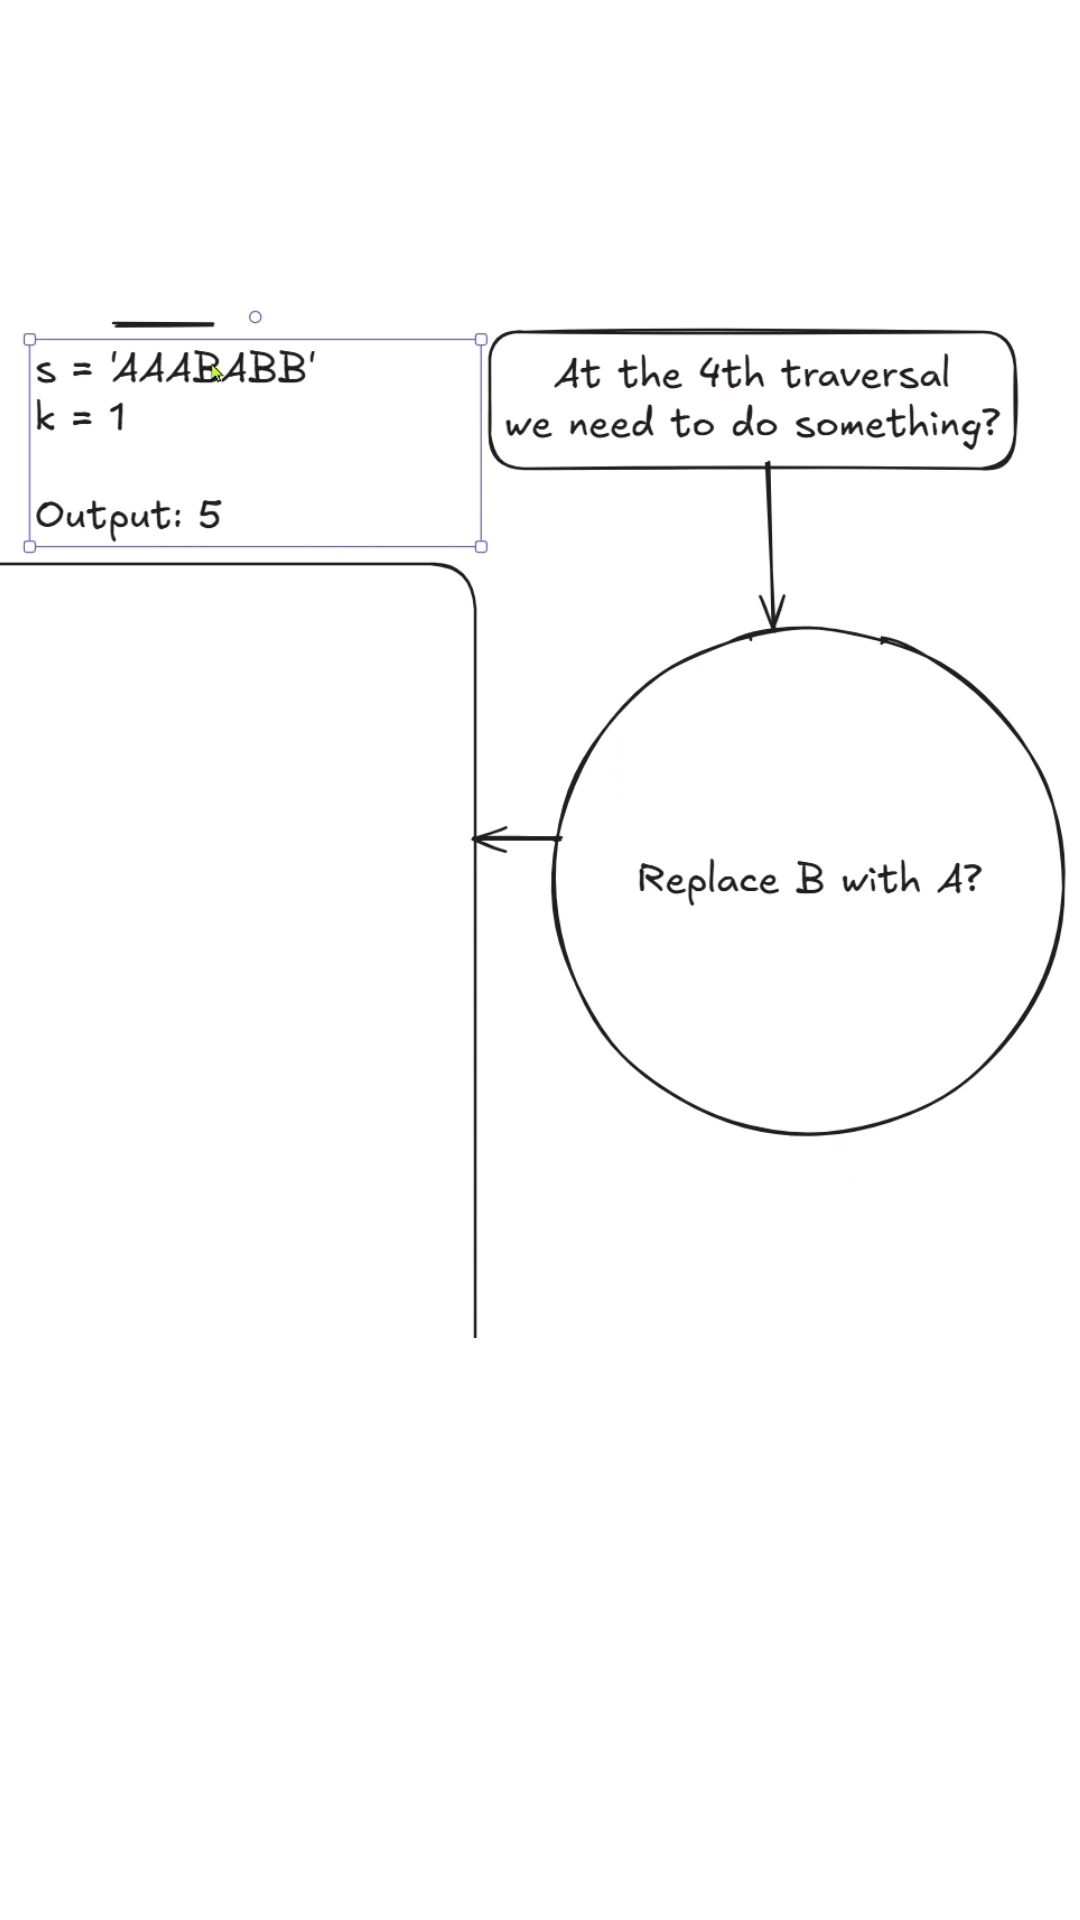 s = 'AAABABB'
k = 1
Output: 5
At the 4th traversal
we need to do something?
Replace B with A?